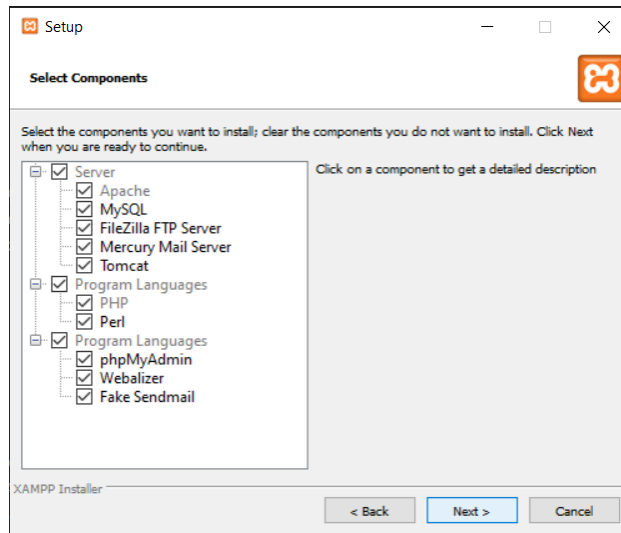 Setup
Select Components
Select the components you want to install; clear the components you do not want to install. Click Next
when you are ready to continue.
Server
Apache
MySQL
FileZilla FTP Server
Mercury Mail Server
Tomcat
Program Languages
PHP
Perl
Program Languages
phpMyAdmin
Webalizer
Fake Sendmail
Click on a component to get a detailed description
XAMPP Installer
< Back
Next >
Cancel